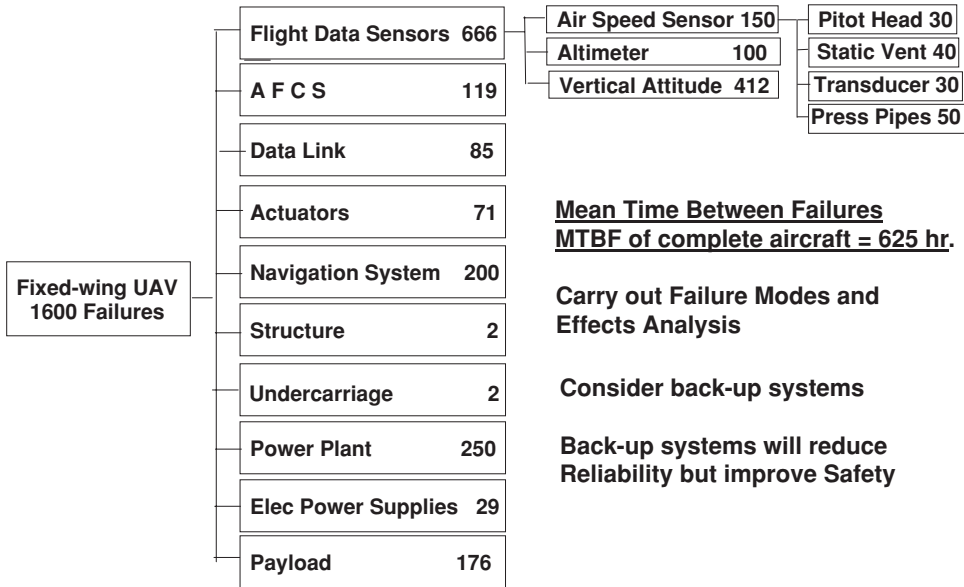 Fixed-wing UAV
1600 Failures
Flight Data Sensors 666
A F C S 119
Data Link 85
Actuators 71
Navigation System 200
Structure 2
Undercarriage 2
Power Plant 250
Elec Power Supplies 29
Payload 176
Air Speed Sensor 150
Altimeter 100
Vertical Attitude 412
Pitot Head 30
Static Vent 40
Transducer 30
Press Pipes 50
Mean Time Between Failures
MTBF of complete aircraft = 625 hr.
Carry out Failure Modes and
Effects Analysis
Consider back-up systems
Back-up systems will reduce
Reliability but improve Safety